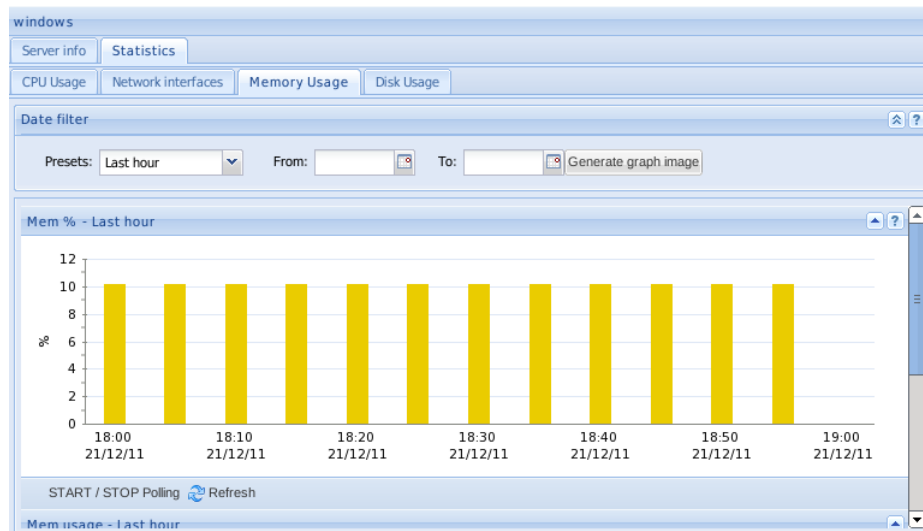 windows
Server info Statistics
CPU Usage Network interfaces Memory Usage Disk Usage
Date filter ?
Presets: Last hour From: To: Generate graph image
Mem % - Last hour ?
12
10
8
6
4
2
0
%
18:00 18:10 18:20 18:30 18:40 18:50 19:00
21/12/11 21/12/11 21/12/11 21/12/11 21/12/11 21/12/11 21/12/11
START / STOP Polling Refresh
Mem usage - Last hour